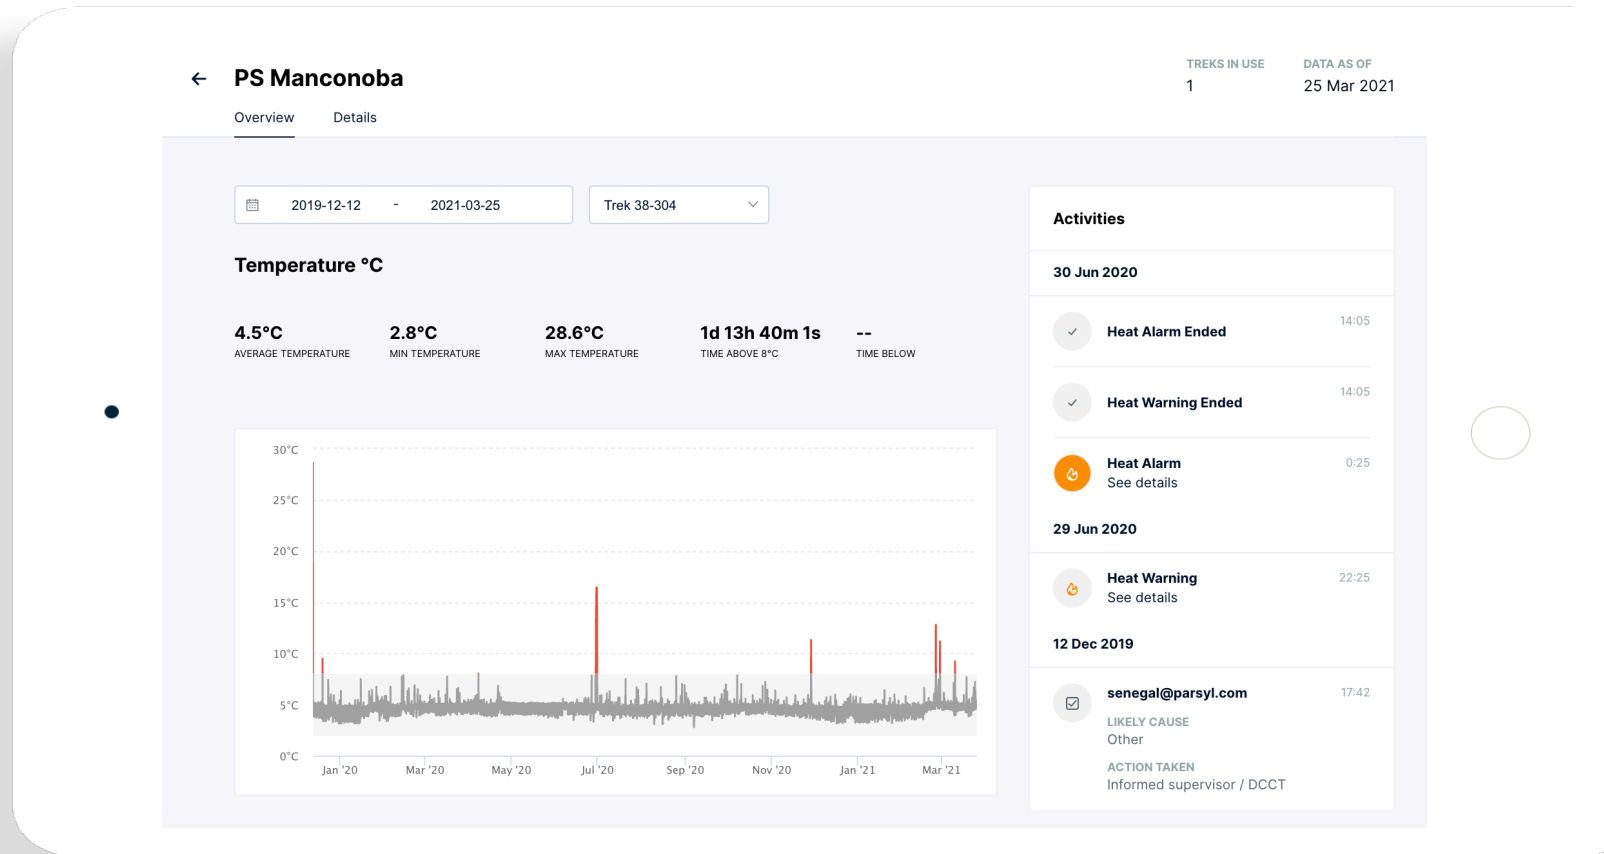 PS Manconoba
TREKS IN USE
1
DATA AS OF
25 Mar 2021
Overview
Details
2019-12-12 - 2021-03-25
Trek 38-304
Temperature °C
4.5°C
AVERAGE TEMPERATURE
2.8°C
MIN TEMPERATURE
28.6°C
MAX TEMPERATURE
1d 13h 40m 1s
TIME ABOVE 8°C
--
TIME BELOW
30°C
25°C
20°C
15°C
10°C
5°C
0°C
Jan '20
Mar '20
May '20
Jul '20
Sep '20
Nov '20
Jan '21
Mar '21
Activities
30 Jun 2020
Heat Alarm Ended
14:05
Heat Warning Ended
14:05
Heat Alarm
0:25
See details
29 Jun 2020
Heat Warning
22:25
See details
12 Dec 2019
senegal@parsyl.com
17:42
LIKELY CAUSE
Other
ACTION TAKEN
Informed supervisor / DCCT